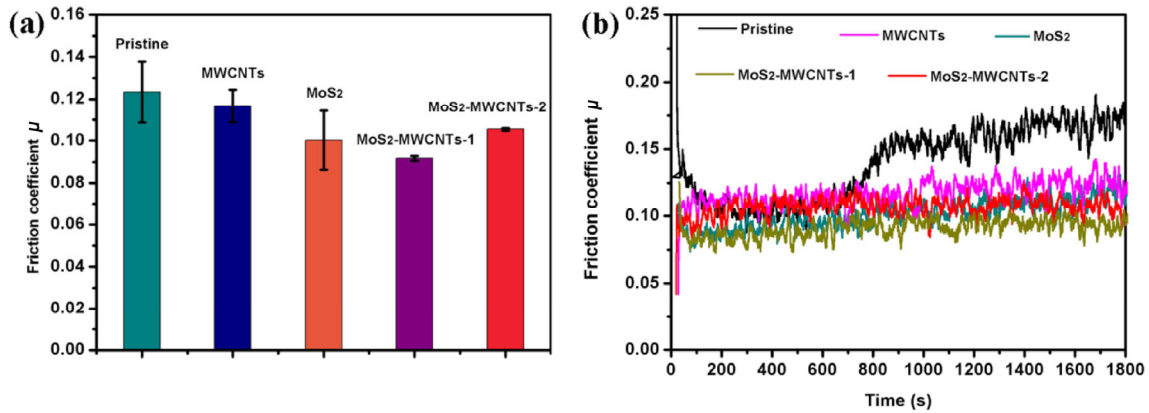 (a)
0.16
0.14
0.12
0.10
0.08
0.06
0.04
0.02
0.00
Friction coefficient μ
Pristine
MWCNTs
MoS2
MoS2-MWCNTs-1
MoS2-MWCNTs-2
(b)
0.25
0.20
0.15
0.10
0.05
0.00
Friction coefficient μ
Pristine MWCNTs MoS2
MoS2-MWCNTs-1 MoS2-MWCNTs-2
0 200 400 600 800 1000 1200 1400 1600 1800
Time (s)